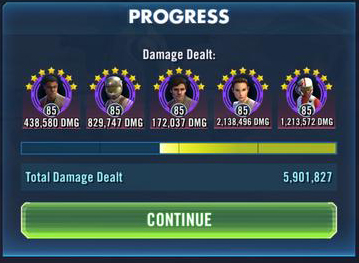 PROGRESS
Damage Dealt:
85 85 85 85 85
438,580 DMG 829,747 DMG 172,037 DMG 2,138,496 DMG 1,213,572 DMG
Total Damage Dealt 5,901,827
CONTINUE